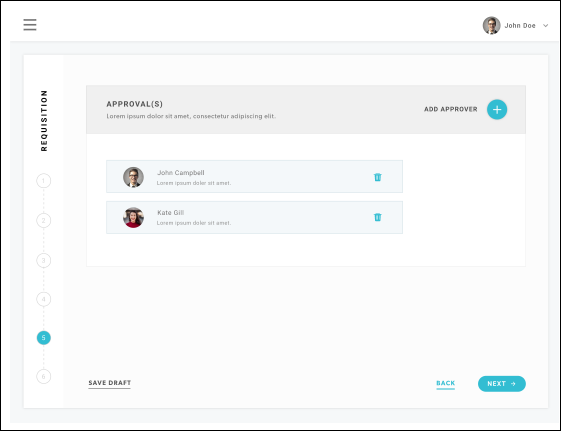 John Doe
REQUISITION
1
2
3
4
5
6
APPROVAL(S)
Lorem ipsum dolor sit amet, consectetur adipiscing elit.
ADD APPROVER
John Campbell
Lorem ipsum dolor sit amet.
Kate Gill
Lorem ipsum dolor sit amet.
SAVE DRAFT
BACK
NEXT →